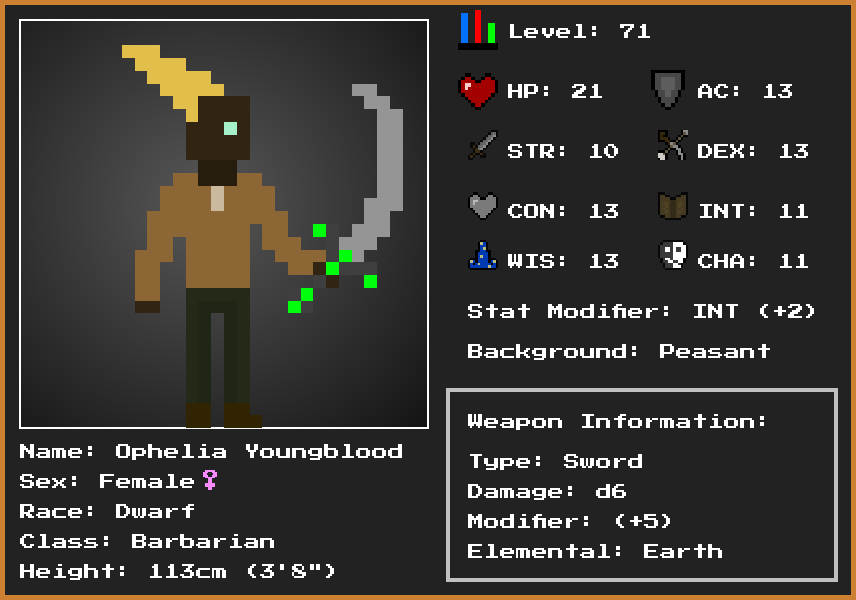 Level: 71
HP: 21
AC: 13
STR: 10
DEX: 13
CON: 13
INT: 11
WIS: 13
CHA: 11
Stat Modifier: INT (+2)
Background: Peasant
Weapon Information:
Type: Sword
Damage: d6
Modifier: (+5)
Elemental: Earth
Name: Ophelia Youngblood
Sex: Female♀
Race: Dwarf
Class: Barbarian
Height: 113cm (3'8")